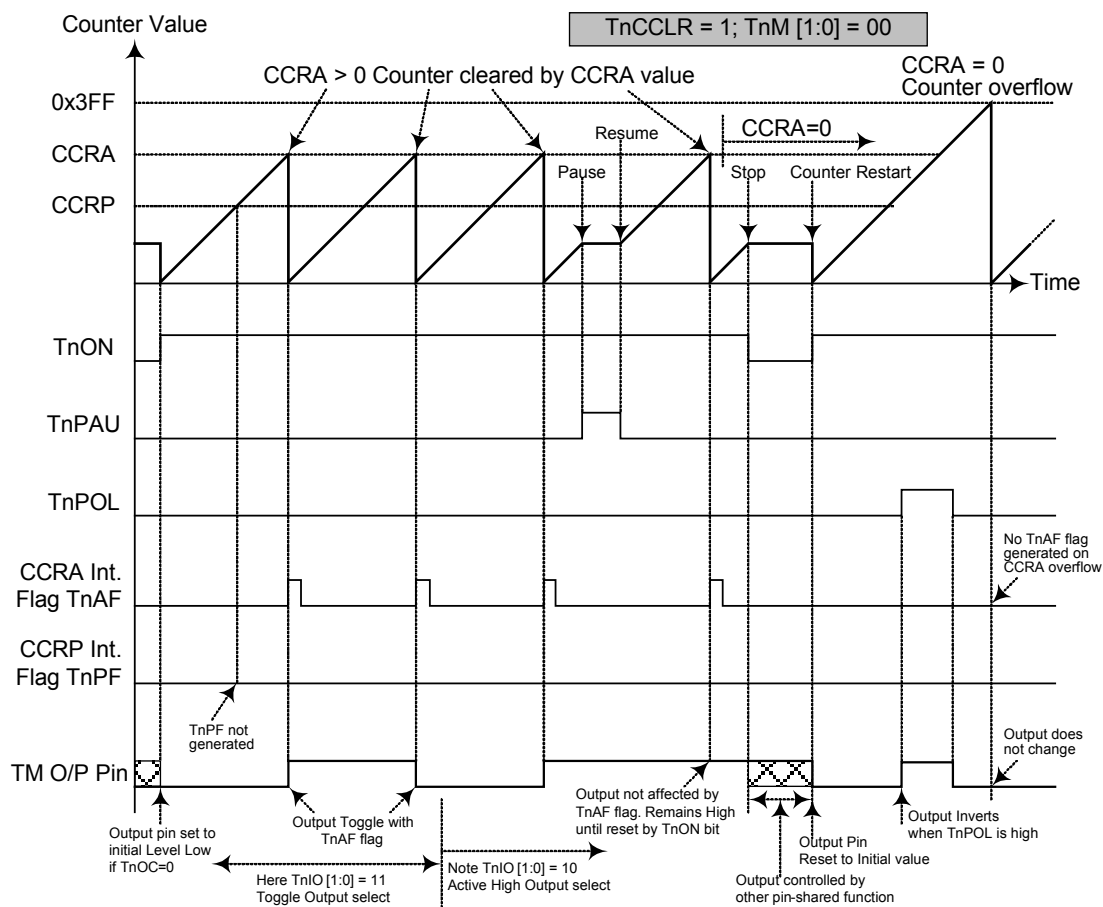 Counter Value
TnCCLR = 1; TnM [1:0] = 00
CCRA > 0 Counter cleared by CCRA value
CCRA = 0
Counter overflow
0x3FF
Resume
CCRA=0
CCRA
Pause
Stop
Counter Restart
CCRP
Time
TnON
TnPAU
TnPOL
No TnAF flag
generated on
CCRA overflow
CCRA Int.
Flag TnAF
CCRP Int.
Flag TnPF
TnPF not
generated
Output does
not change
TM O/P Pin
Output pin set to
initial Level Low
if TnOC=0
Output Toggle with
TnAF flag
Output not affected by
TnAF flag. Remains High
until reset by TnON bit
Output Inverts
when TnPOL is high
Output Pin
Reset to Initial value
Here TnIO [1:0] = 11
Toggle Output select
Note TnIO [1:0] = 10
Active High Output select
Output controlled by
other pin-shared function